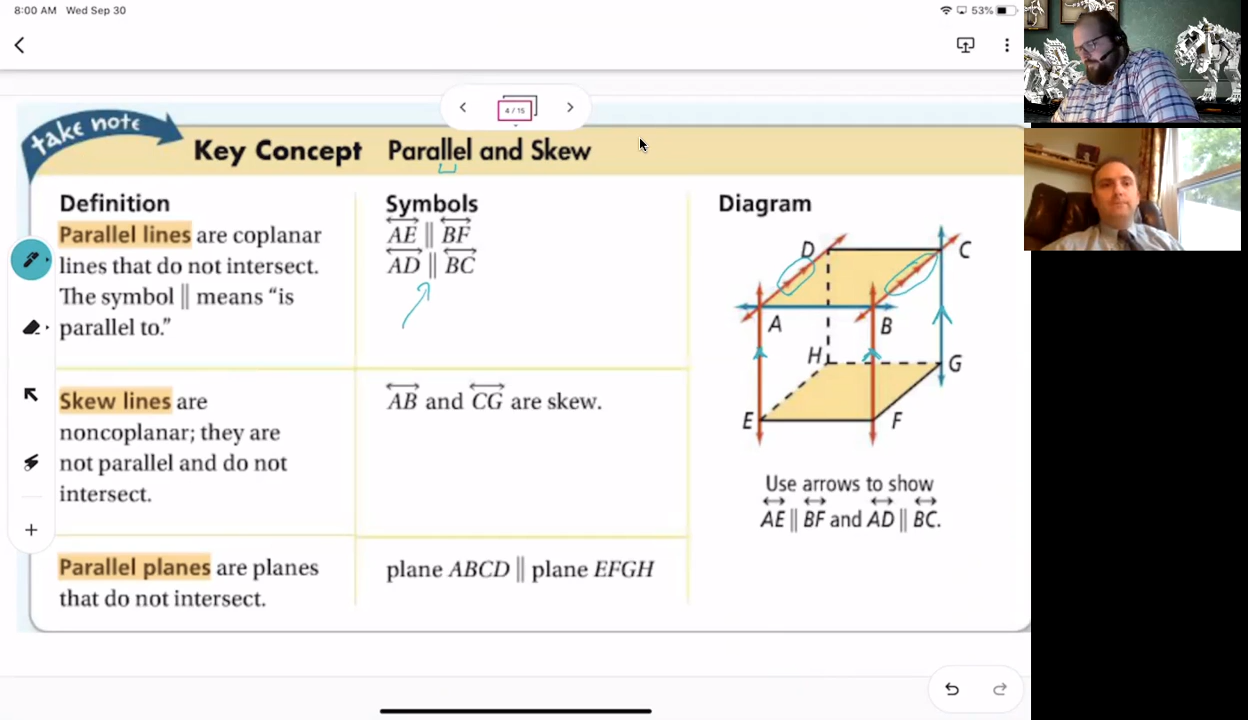 8:00 AM Wed Sep 30
53%
4 / 15
take note
Key Concept Parallel and Skew
Definition
Parallel lines are coplanar
lines that do not intersect.
The symbol || means “is
parallel to.”
Symbols
AE || BF
AD || BC
Skew lines are
noncoplanar; they are
not parallel and do not
intersect.
AB and CG are skew.
Parallel planes are planes
that do not intersect.
plane ABCD || plane EFGH
Diagram
D C
A B
H G
E F
Use arrows to show
AE || BF and AD || BC.